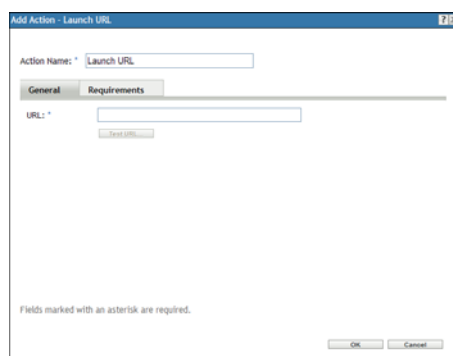 Add Action - Launch URL ?
Action Name: * Launch URL
General Requirements
URL: *
Test URL...
Fields marked with an asterisk are required.
OK Cancel